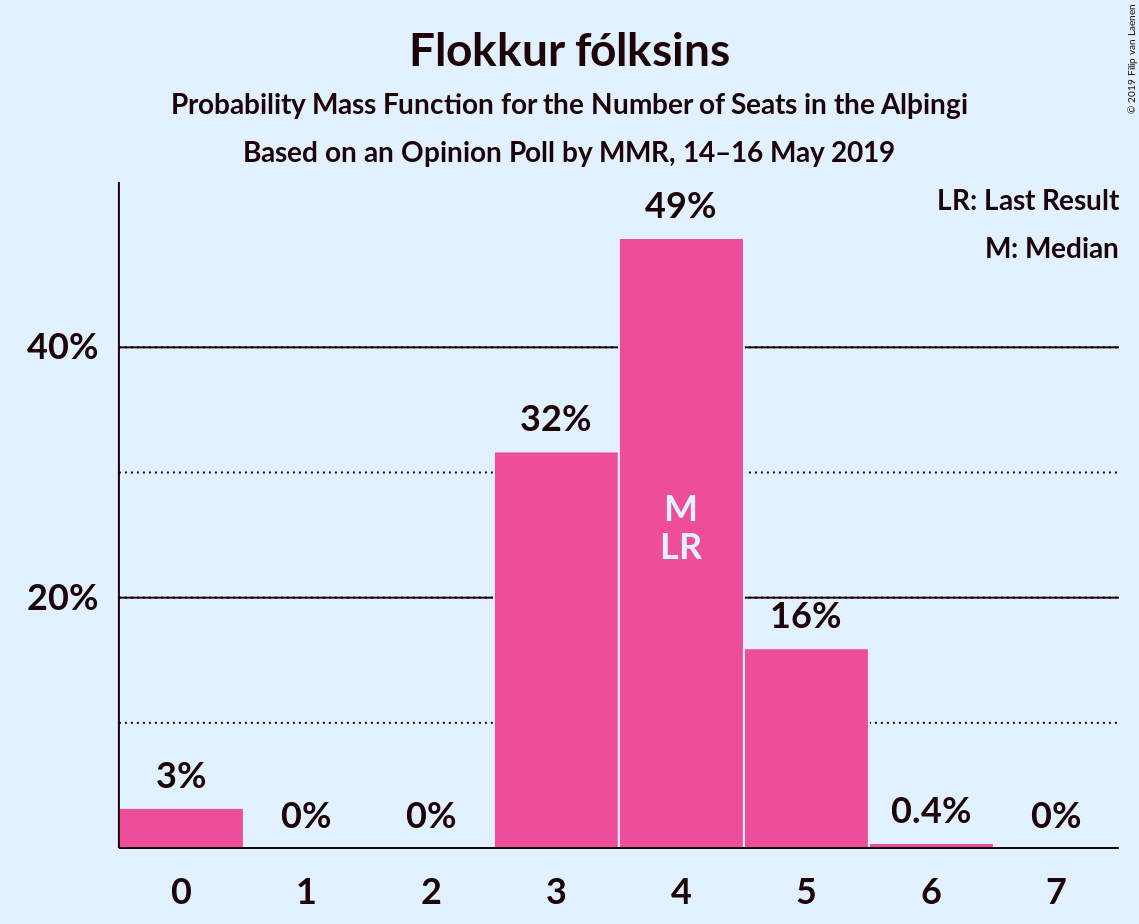 Flokkur fólksins
Probability Mass Function for the Number of Seats in the Alþingi
Based on an Opinion Poll by MMR, 14–16 May 2019
© 2019 Filip van Laenen
LR: Last Result
M: Median
49%
40%
32%
M
LR
20%
16%
3%
0%
0%
0.4%
0%
0
1
2
3
4
5
6
7